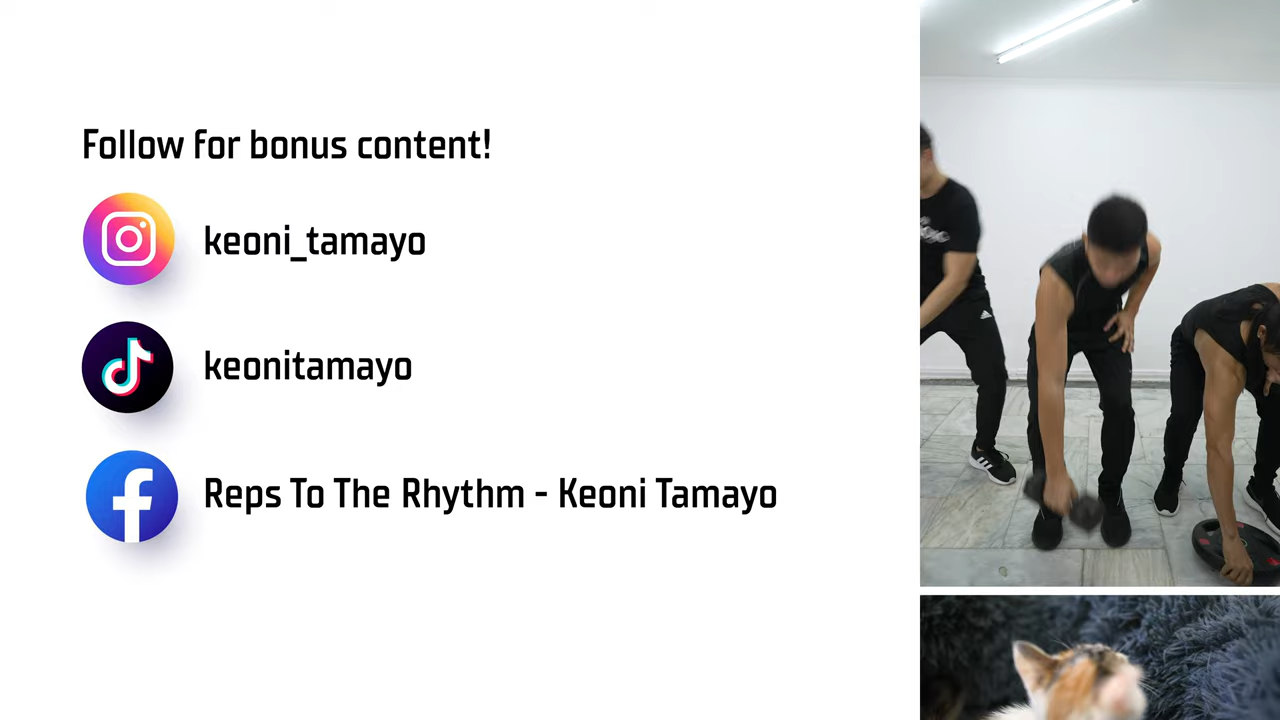 Follow for bonus content!
keoni_tamayo
keonitamayo
Reps To The Rhythm - Keoni Tamayo